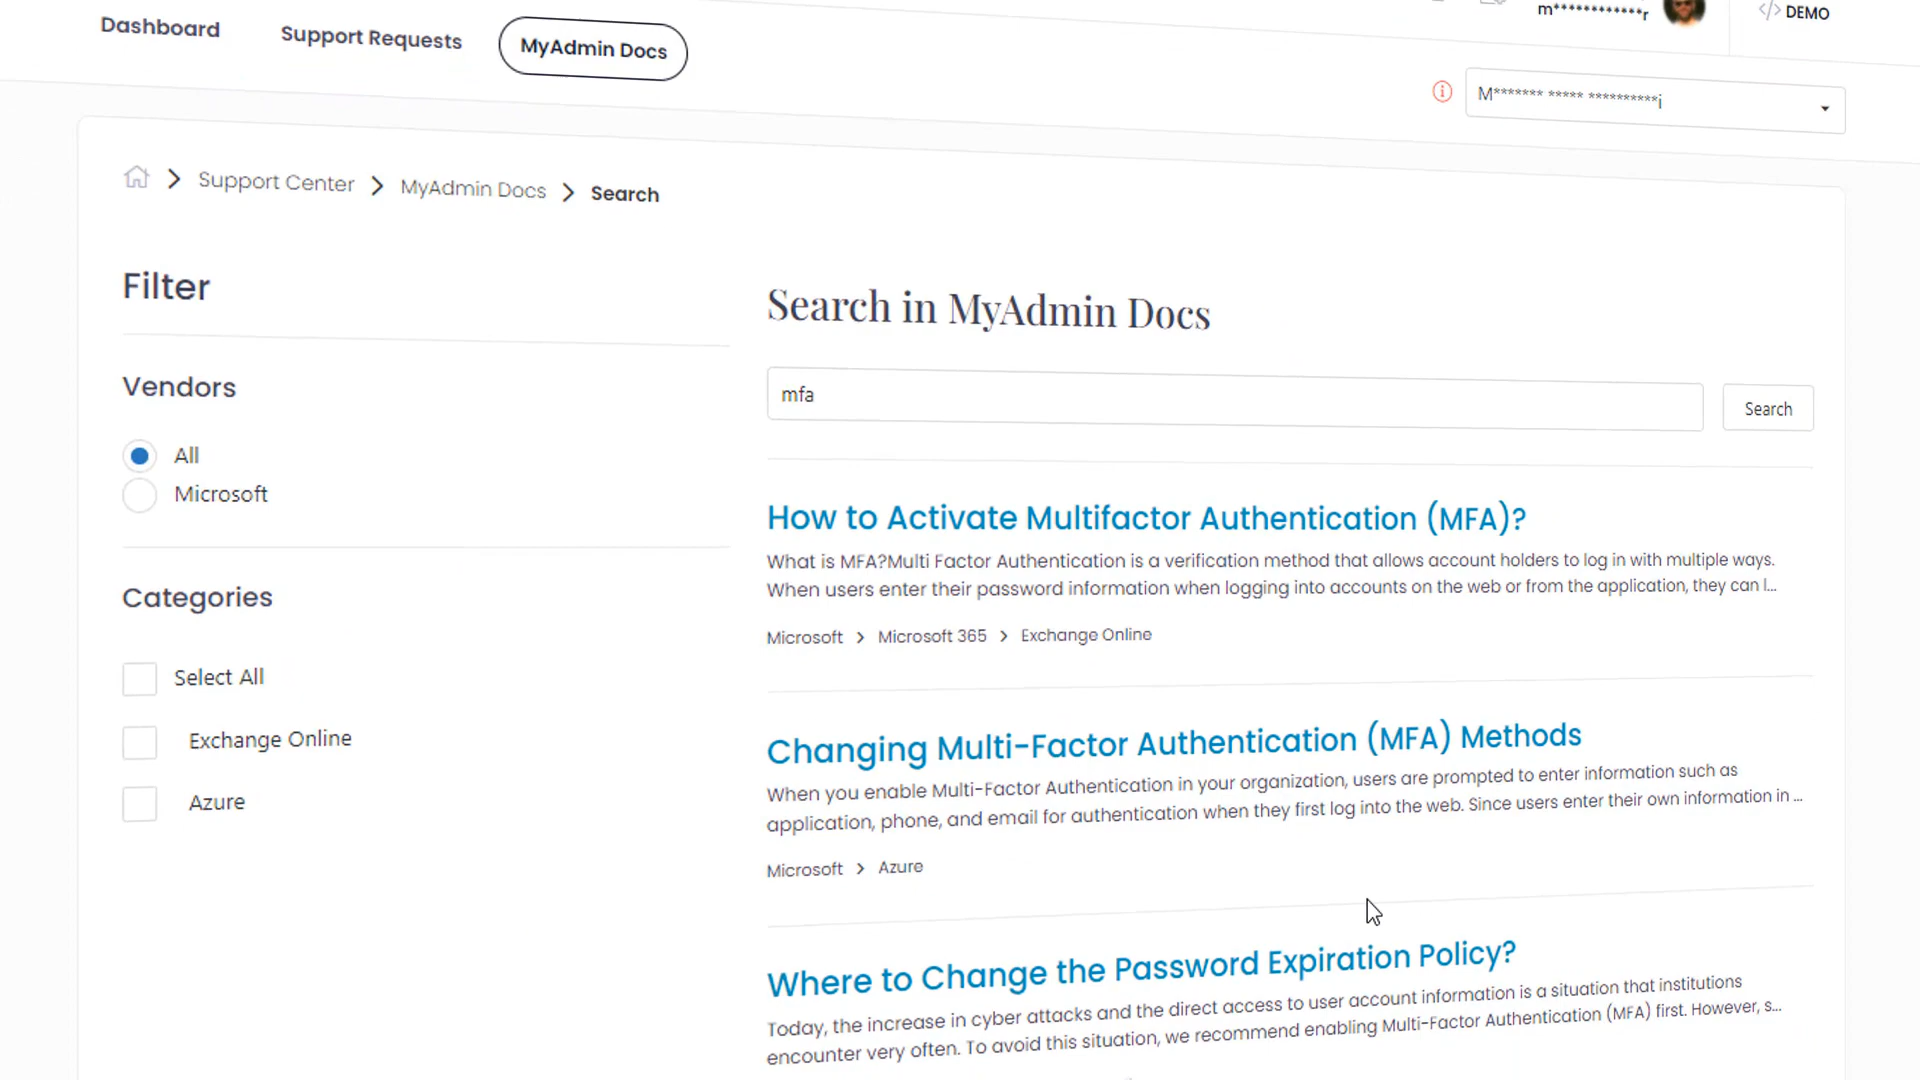 Dashboard
Support Requests
MyAdmin Docs
m************r
</> DEMO
M******* ***** **********i
Support Center > MyAdmin Docs > Search
Filter
Vendors
All
Microsoft
Categories
Select All
Exchange Online
Azure
Search in MyAdmin Docs
mfa
Search
How to Activate Multifactor Authentication (MFA)?
What is MFA?Multi Factor Authentication is a verification method that allows account holders to log in with multiple ways.
When users enter their password information when logging into accounts on the web or from the application, they can l...
Microsoft > Microsoft 365 > Exchange Online
Changing Multi-Factor Authentication (MFA) Methods
When you enable Multi-Factor Authentication in your organization, users are prompted to enter information such as
application, phone, and email for authentication when they first log into the web. Since users enter their own information in ...
Microsoft > Azure
Where to Change the Password Expiration Policy?
Today, the increase in cyber attacks and the direct access to user account information is a situation that institutions
encounter very often. To avoid this situation, we recommend enabling Multi-Factor Authentication (MFA) first. However, s...